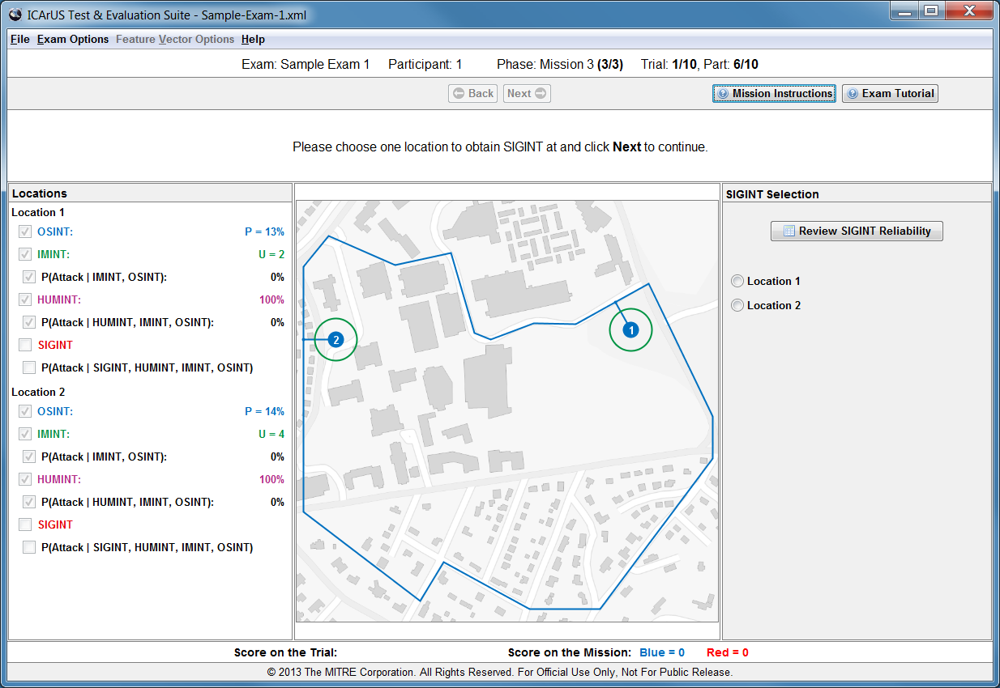 ICArUS Test & Evaluation Suite - Sample-Exam-1.xml
File Exam Options Feature Vector Options Help
Exam: Sample Exam 1 Participant: 1 Phase: Mission 3 (3/3) Trial: 1/10, Part: 6/10
Back Next Mission Instructions Exam Tutorial
Please choose one location to obtain SIGINT at and click Next to continue.
Locations
Location 1
OSINT: P = 13%
IMINT: U = 2
P(Attack | IMINT, OSINT): 0%
HUMINT: 100%
P(Attack | HUMINT, IMINT, OSINT): 0%
SIGINT
P(Attack | SIGINT, HUMINT, IMINT, OSINT)
Location 2
OSINT: P = 14%
IMINT: U = 4
P(Attack | IMINT, OSINT): 0%
HUMINT: 100%
P(Attack | HUMINT, IMINT, OSINT): 0%
SIGINT
P(Attack | SIGINT, HUMINT, IMINT, OSINT)
2
1
SIGINT Selection
Review SIGINT Reliability
Location 1
Location 2
Score on the Trial: Score on the Mission: Blue = 0 Red = 0
© 2013 The MITRE Corporation. All Rights Reserved. For Official Use Only, Not For Public Release.